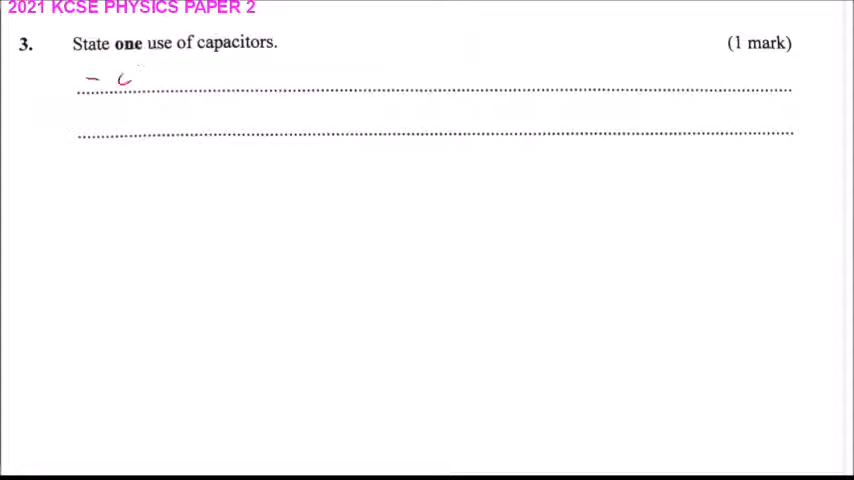 2021 KCSE PHYSICS PAPER 2
3. State one use of capacitors. (1 mark)